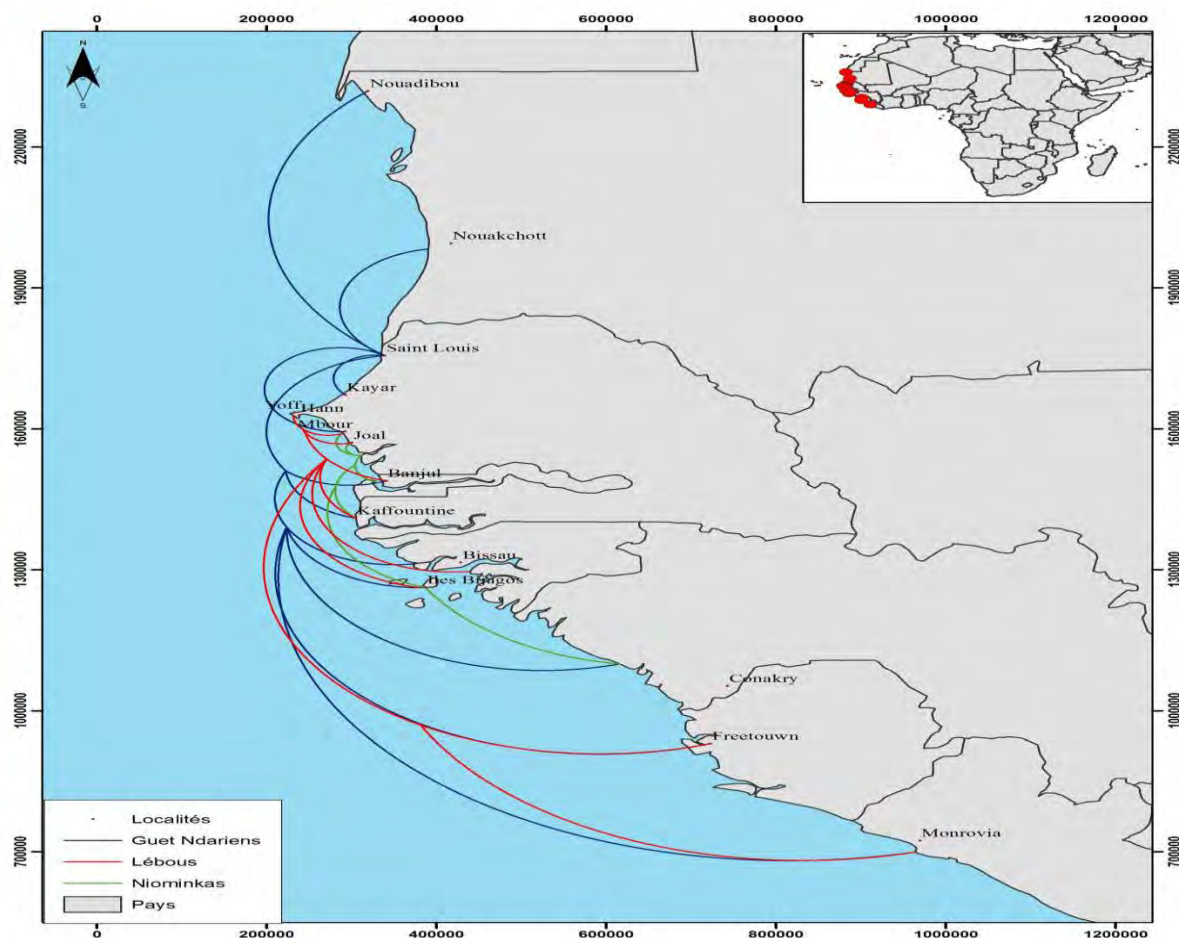 0 200000 400000 600000 800000 1000000 1200000
N
S
Nouadibou
2200000 2200000
Nouakchott
1900000 1900000
Saint Louis
Kayar
Yoff Hann
1600000 1600000
Mbour
Joal
Banjul
Kaffountine
Bissau
1300000 1300000
Iles Bijagos
Conakry
1000000 1000000
Freetouwn
Localités
Guet Ndariens
Monrovia
700000 700000
Lébous
Niominkas
Pays
0 200000 400000 600000 800000 1000000 1200000